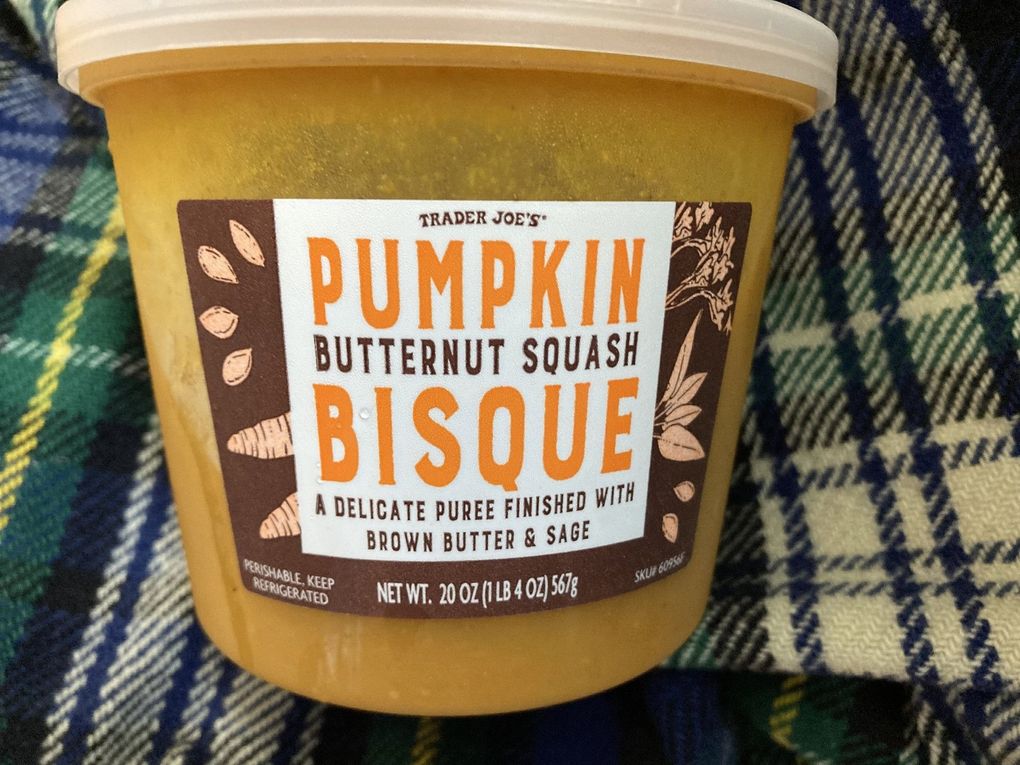 TRADER JOE'S®
PUMPKIN
BUTTERNUT SQUASH
BISQUE
A DELICATE PUREE FINISHED WITH
BROWN BUTTER & SAGE
PERISHABLE, KEEP
REFRIGERATED
NET WT. 20 OZ (1 LB 4 OZ) 567g
SKU#